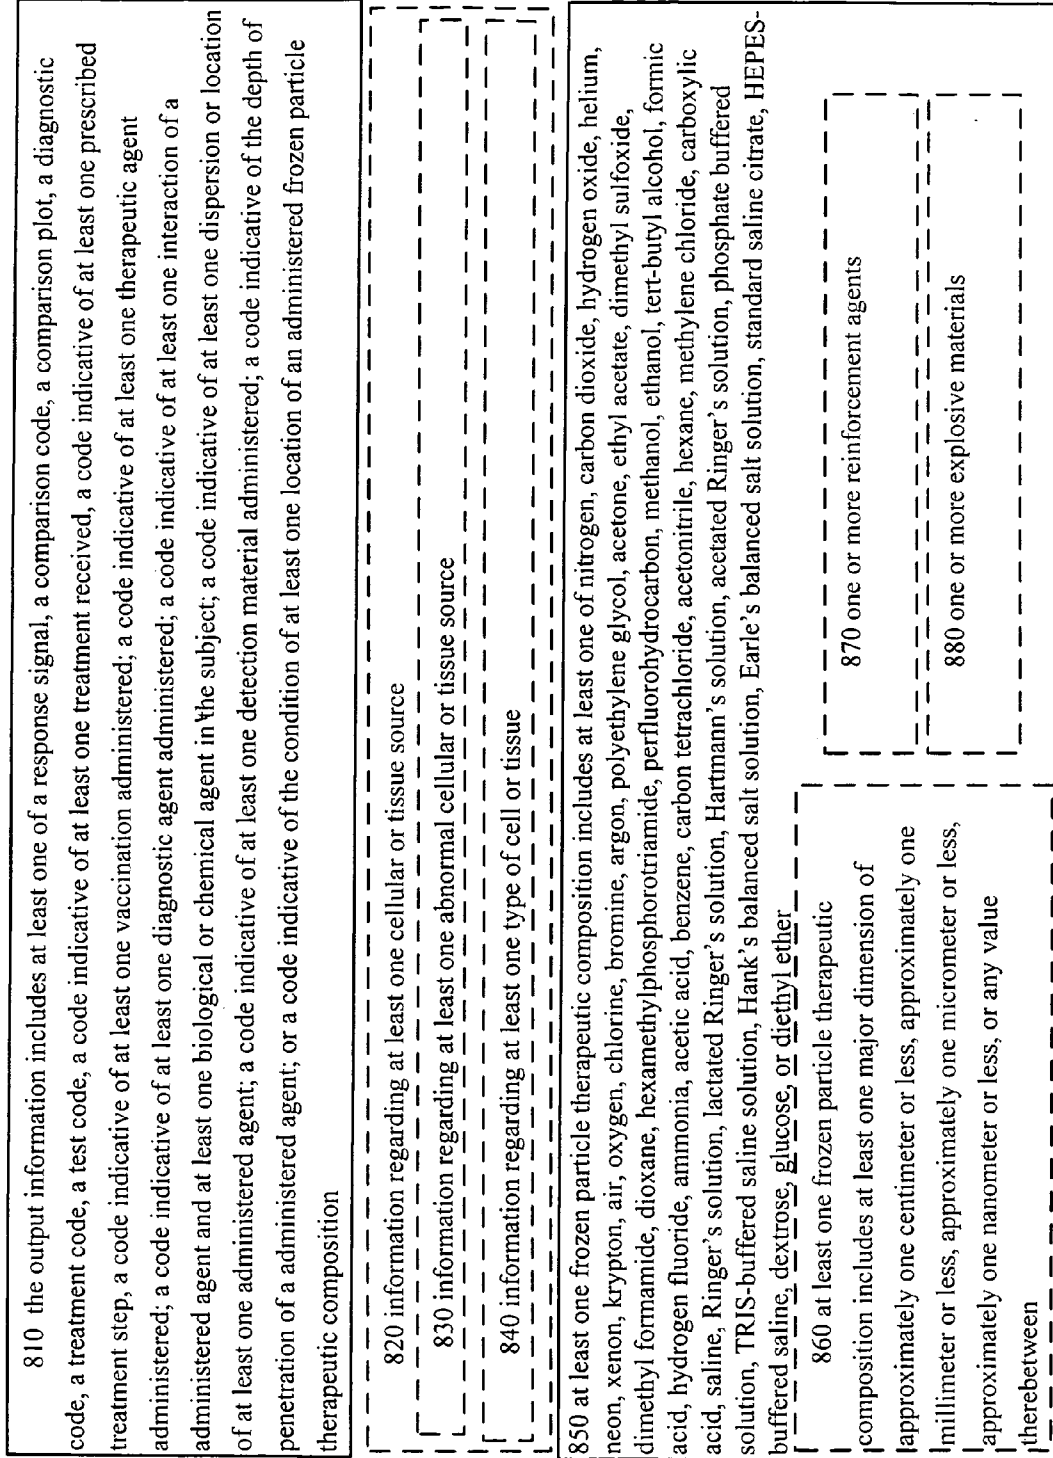 810 the output information includes at least one of a response signal, a comparison code, a comparison plot, a diagnostic
code, a treatment code, a test code, a code indicative of at least one treatment received, a code indicative of at least one prescribed
treatment step, a code indicative of at least one vaccination administered; a code indicative of at least one therapeutic agent
administered; a code indicative of at least one diagnostic agent administered; a code indicative of at least one interaction of a
administered agent and at least one biological or chemical agent in the subject; a code indicative of at least one dispersion or location
of at least one administered agent; a code indicative of at least one detection material administered; a code indicative of the depth of
penetration of a administered agent; or a code indicative of the condition of at least one location of an administered frozen particle
therapeutic composition
820 information regarding at least one cellular or tissue source
830 information regarding at least one abnormal cellular or tissue source
840 information regarding at least one type of cell or tissue
850 at least one frozen particle therapeutic composition includes at least one of nitrogen, carbon dioxide, hydrogen oxide, helium,
neon, xenon, krypton, air, oxygen, chlorine, bromine, argon, polyethylene glycol, acetone, ethyl acetate, dimethyl sulfoxide,
dimethyl formamide, dioxane, hexamethylphosphorotriamide, perfluorohydrocarbon, methanol, ethanol, tert-butyl alcohol, formic
acid, hydrogen fluoride, ammonia, acetic acid, benzene, carbon tetrachloride, acetonitrile, hexane, methylene chloride, carboxylic
acid, saline, Ringer's solution, lactated Ringer's solution, Hartmann's solution, acetated Ringer's solution, phosphate buffered
solution, TRIS-buffered saline solution, Hank's balanced salt solution, Earle's balanced salt solution, standard saline citrate, HEPES-
buffered saline, dextrose, glucose, or diethyl ether
860 at least one frozen particle therapeutic
composition includes at least one major dimension of
approximately one centimeter or less, approximately one
millimeter or less, approximately one micrometer or less,
approximately one nanometer or less, or any value
therebetween
870 one or more reinforcement agents
880 one or more explosive materials